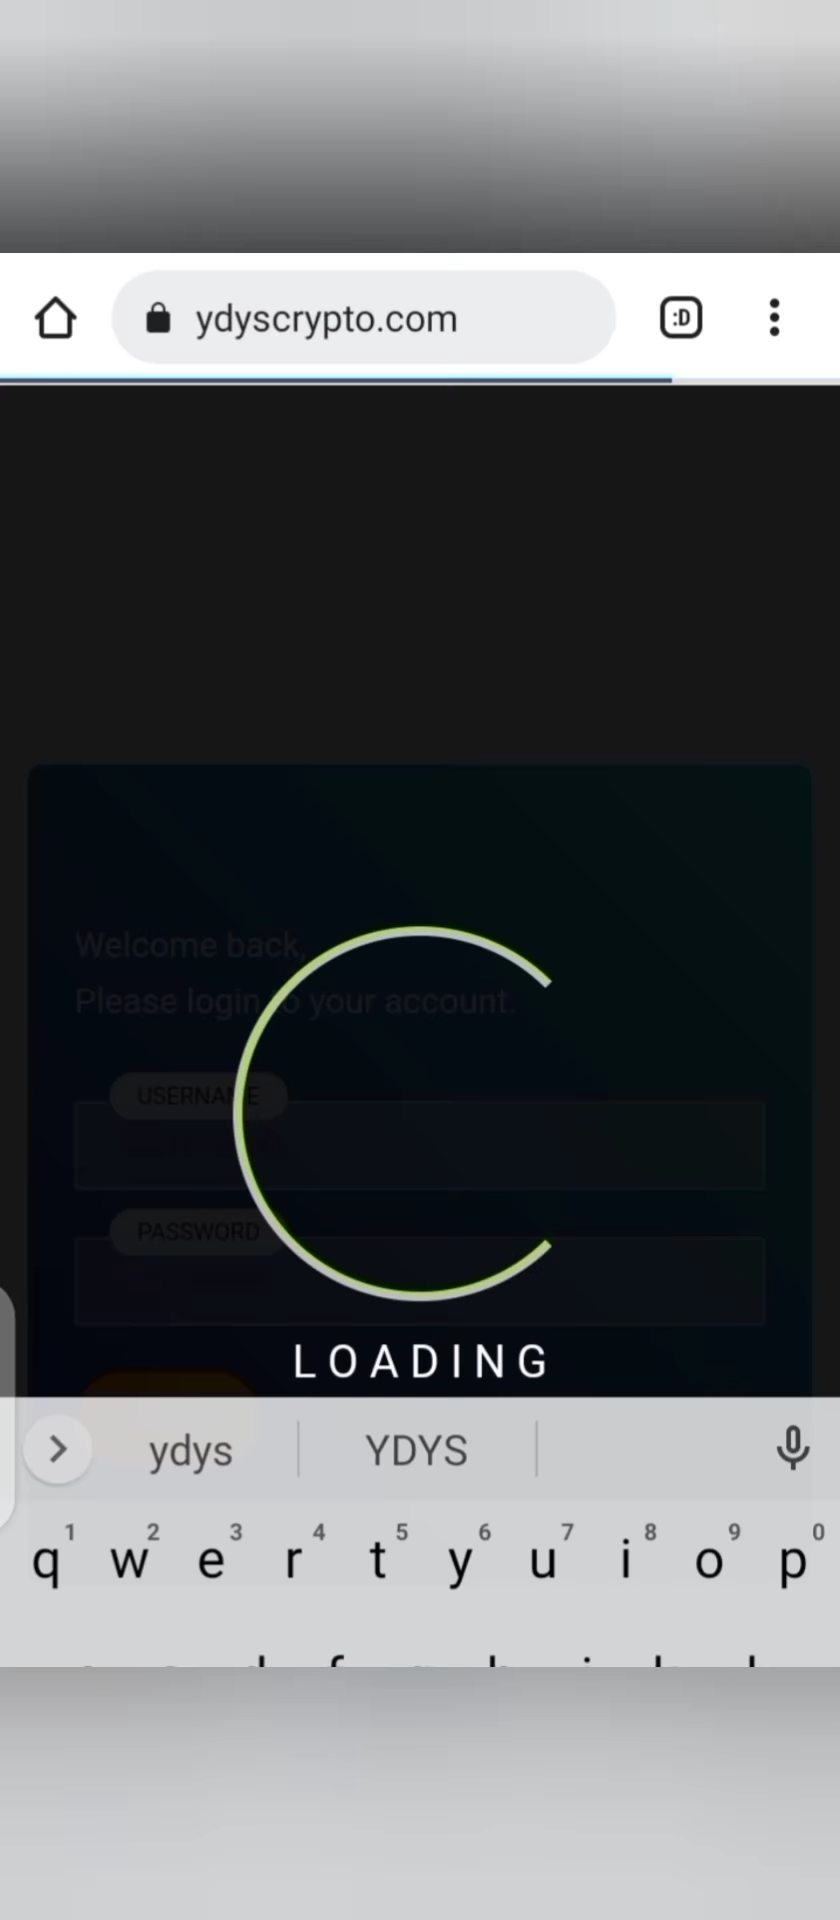 ydyscrypto.com
:D
Welcome back,
Please login to your account.
USERNAME
PASSWORD
LOADING
ydys YDYS
1 2 3 4 5 6 7 8 9 0
q w e r t y u i o p